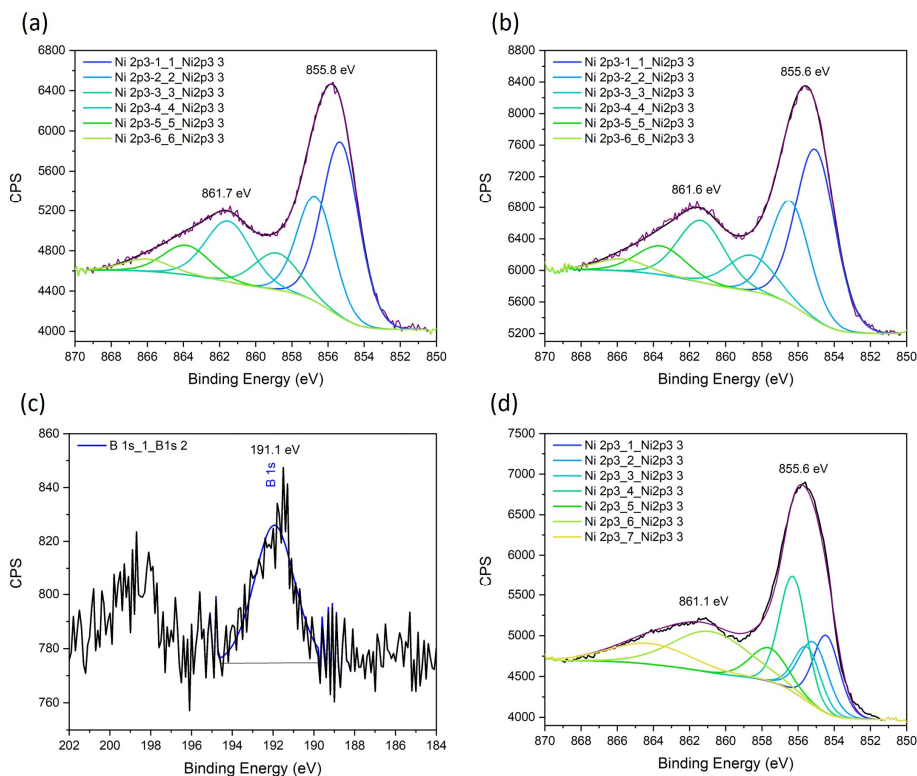 (a)
6800
6400
6000
5600
5200
4800
4400
4000
CPS
Ni 2p3-1_1_Ni2p3 3
Ni 2p3-2_2_Ni2p3 3
Ni 2p3-3_3_Ni2p3 3
Ni 2p3-4_4_Ni2p3 3
Ni 2p3-5_5_Ni2p3 3
Ni 2p3-6_6_Ni2p3 3
855.8 eV
861.7 eV
870 868 866 864 862 860 858 856 854 852 850
Binding Energy (eV)
(b)
8800
8400
8000
7600
7200
6800
6400
6000
5600
5200
CPS
Ni 2p3-1_1_Ni2p3 3
Ni 2p3-2_2_Ni2p3 3
Ni 2p3-3_3_Ni2p3 3
Ni 2p3-4_4_Ni2p3 3
Ni 2p3-5_5_Ni2p3 3
Ni 2p3-6_6_Ni2p3 3
855.6 eV
861.6 eV
870 868 866 864 862 860 858 856 854 852 850
Binding Energy (eV)
(c)
860
840
820
800
780
760
CPS
B 1s_1_B1s 2
191.1 eV
B 1s
202 200 198 196 194 192 190 188 186 184
Binding Energy (eV)
(d)
7500
7000
6500
6000
5500
5000
4500
4000
CPS
Ni 2p3_1_Ni2p3 3
Ni 2p3_2_Ni2p3 3
Ni 2p3_3_Ni2p3 3
Ni 2p3_4_Ni2p3 3
Ni 2p3_5_Ni2p3 3
Ni 2p3_6_Ni2p3 3
Ni 2p3_7_Ni2p3 3
855.6 eV
861.1 eV
870 868 866 864 862 860 858 856 854 852 850
Binding Energy (eV)